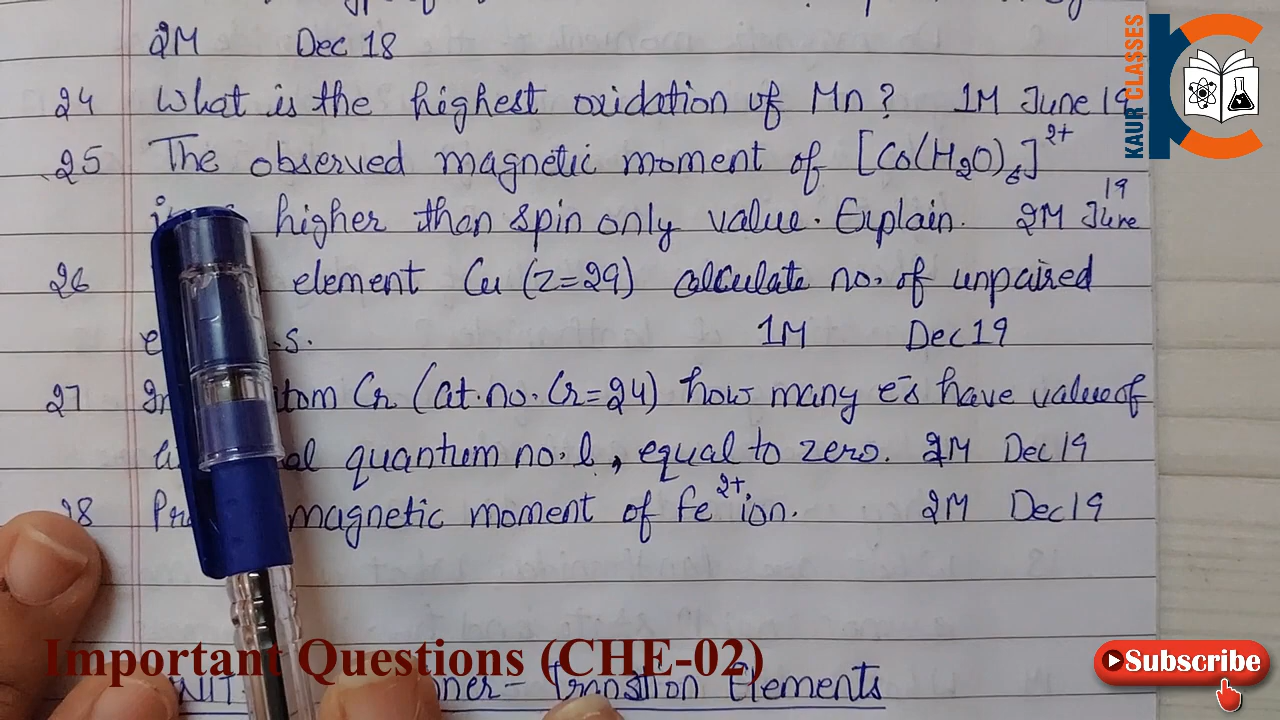 2M Dec 18
24 What is the highest oxidation of Mn? 1M June 19
25 The observed magnetic moment of [Co(H2O)6]2+
higher than spin only value. Explain. 2M June 19
26 element Cu (Z=29) calculate no. of unpaired
1M Dec 19
27 Cr (at. no. Cr=24) how many e's have value of
quantum no. l, equal to zero. 2M Dec 19
28 magnetic moment of Fe2+ ion. 2M Dec 19
Important Questions (CHE-02)
Transition Elements
KAUR CLASSES
Subscribe